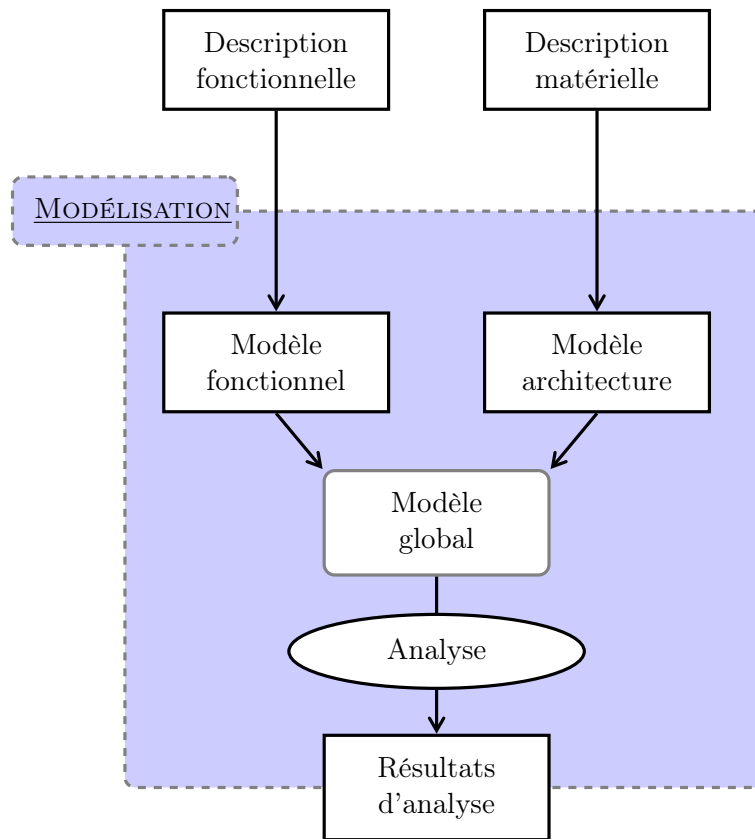 Description
fonctionnelle
Description
matérielle
MODÉLISATION
Modèle
fonctionnel
Modèle
architecture
Modèle
global
Analyse
Résultats
d'analyse